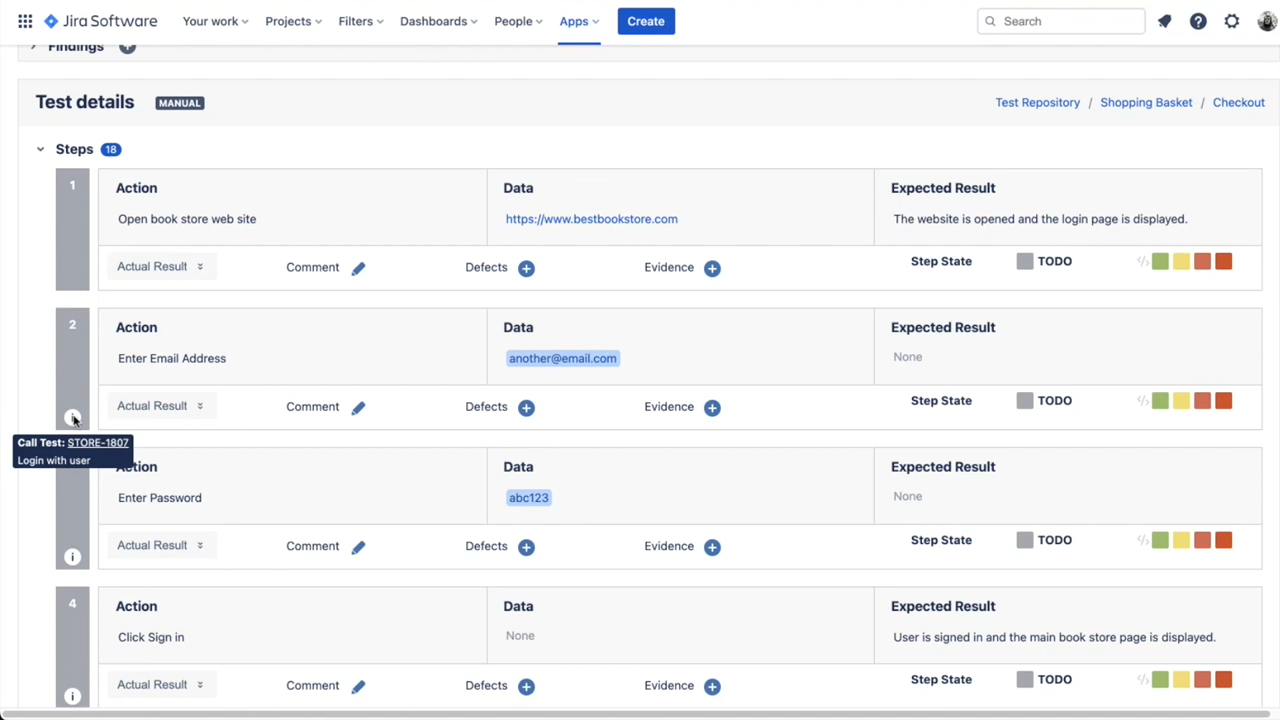 Jira Software Your work Projects Filters Dashboards People Apps Create Search
Findings
Test details MANUAL Test Repository / Shopping Basket / Checkout
Steps 18
1 Action Data Expected Result
Open book store web site https://www.bestbookstore.com The website is opened and the login page is displayed.
Actual Result Comment Defects Evidence Step State TODO </>
2 Action Data Expected Result
Enter Email Address another@email.com None
Actual Result Comment Defects Evidence Step State TODO </>
Call Test: STORE-1807
Login with user
Action Data Expected Result
Enter Password abc123 None
Actual Result Comment Defects Evidence Step State TODO </>
4 Action Data Expected Result
Click Sign in None User is signed in and the main book store page is displayed.
Actual Result Comment Defects Evidence Step State TODO </>